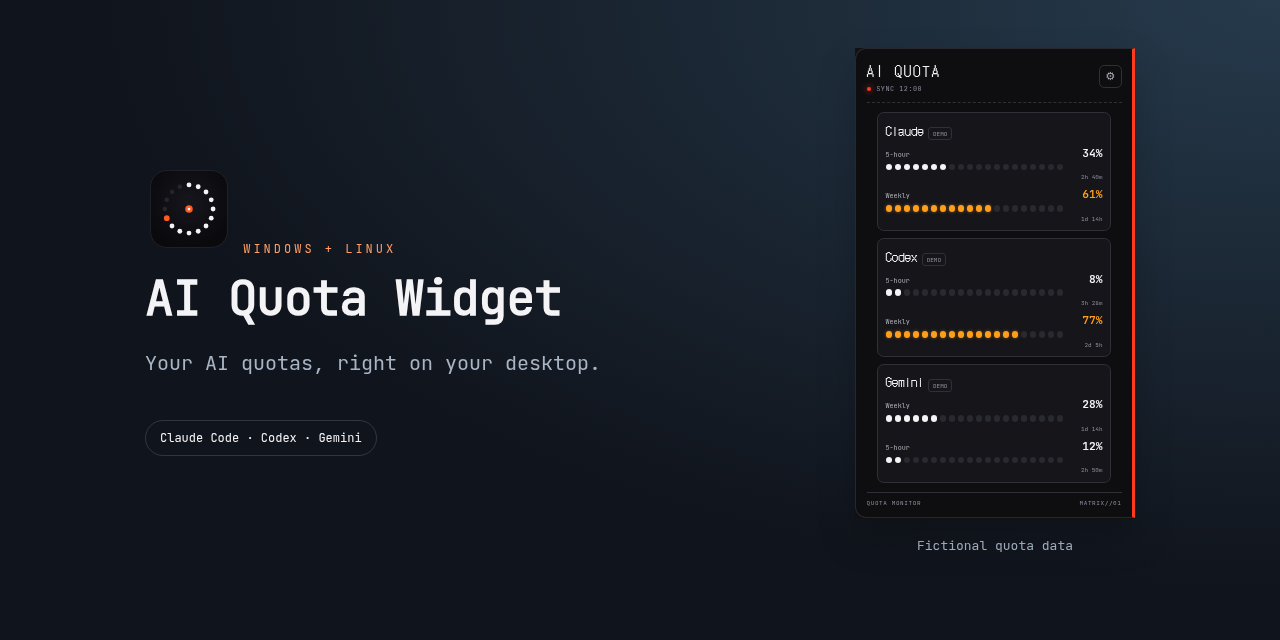 WINDOWS + LINUX
AI Quota Widget
Your AI quotas, right on your desktop.
Claude Code · Codex · Gemini
AI QUOTA
SYNC 12:00
Claude DEMO
5-hour 34%
2h 40m
Weekly 61%
1d 14h
Codex DEMO
5-hour 8%
3h 28m
Weekly 77%
2d 5h
Gemini DEMO
Weekly 28%
1d 14h
5-hour 12%
2h 50m
QUOTA MONITOR MATRIX//01
Fictional quota data